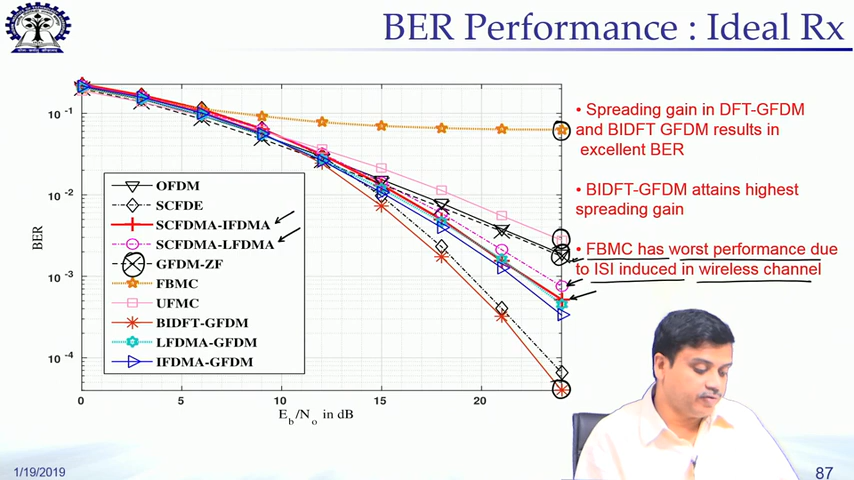 BER Performance : Ideal Rx
10-1
10-2
10-3
10-4
BER
0
5
10
15
20
Eb/No in dB
OFDM
SCFDE
SCFDMA-IFDMA
SCFDMA-LFDMA
GFDM-ZF
FBMC
UFMC
BIDFT-GFDM
LFDMA-GFDM
IFDMA-GFDM
• Spreading gain in DFT-GFDM
and BIDFT GFDM results in
excellent BER
• BIDFT-GFDM attains highest
spreading gain
• FBMC has worst performance due
to ISI induced in wireless channel
1/19/2019
87